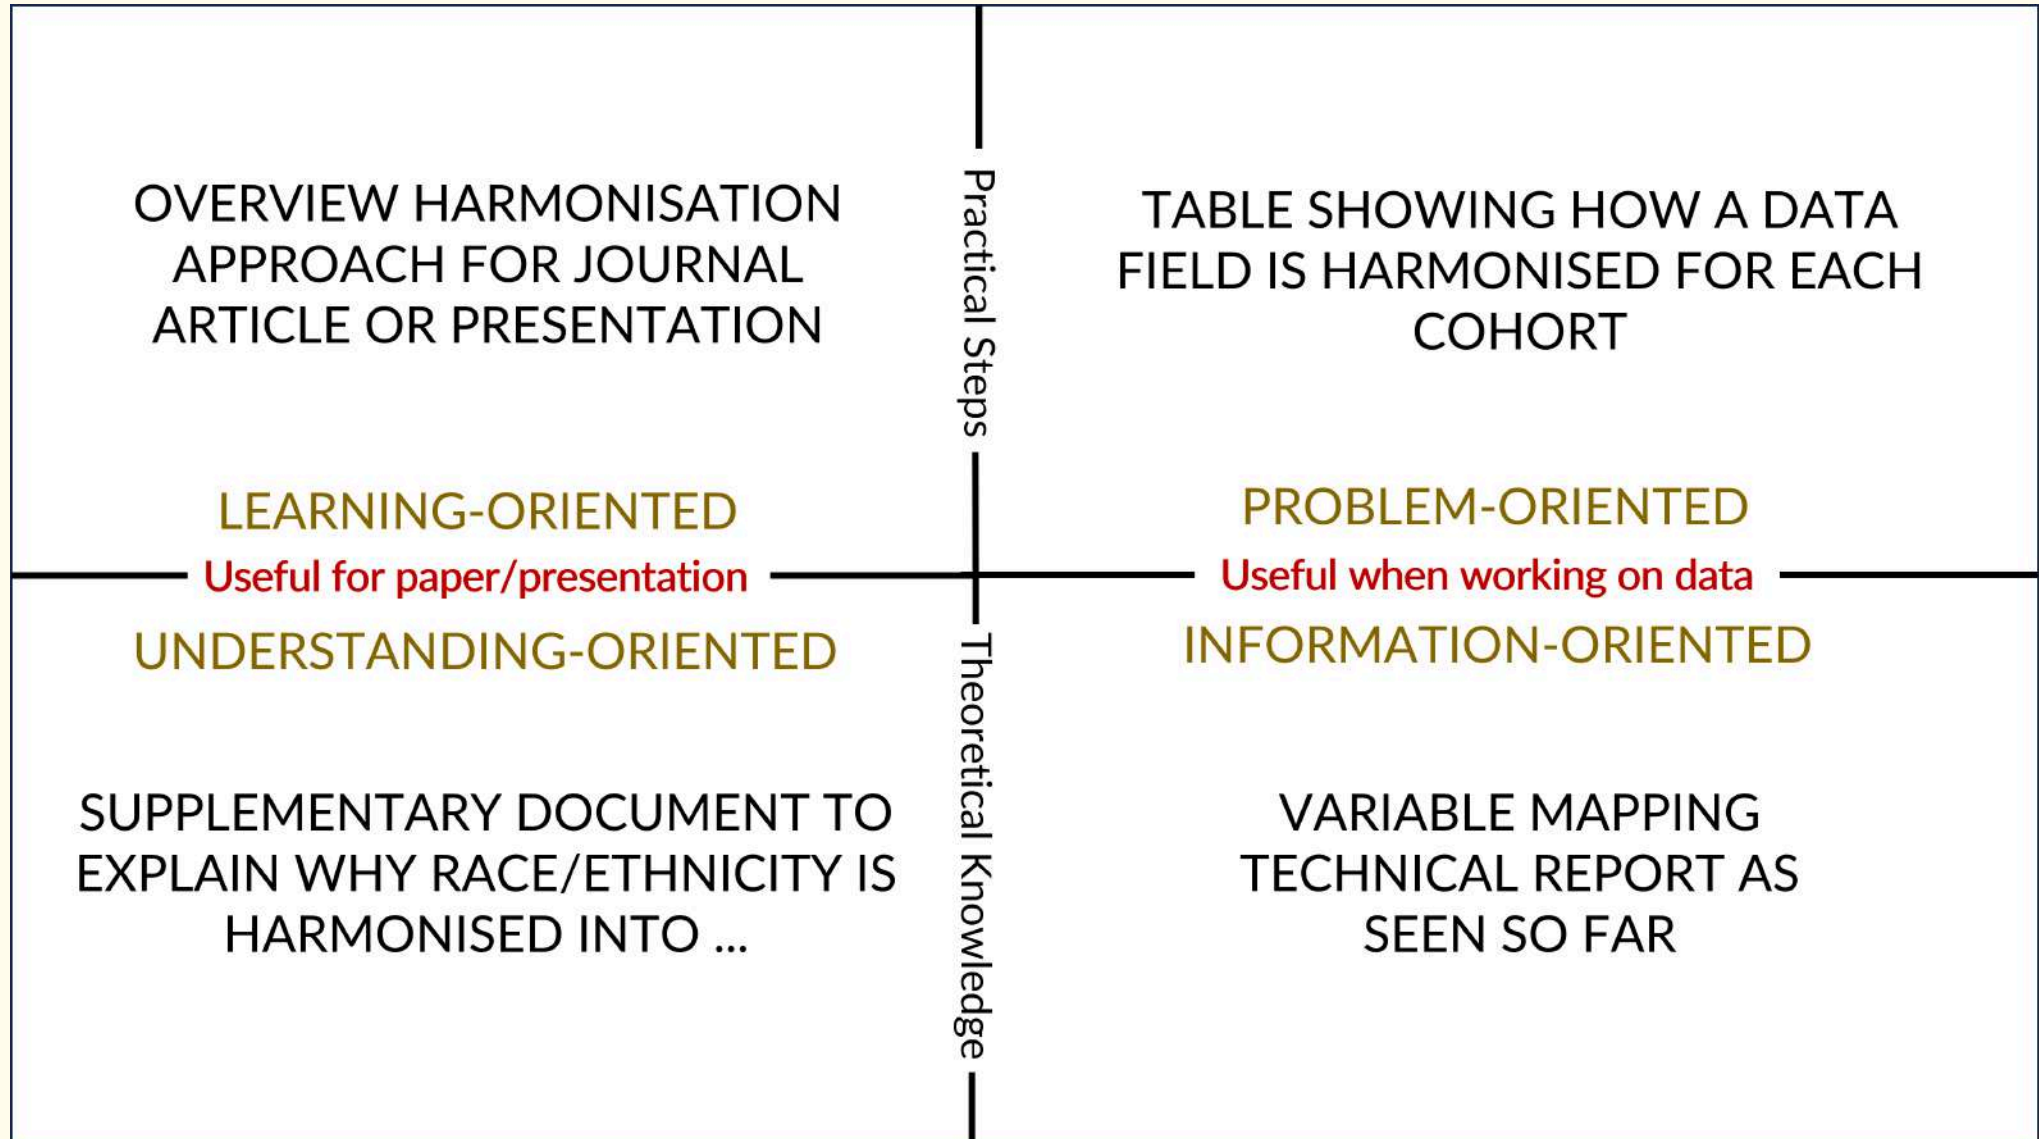 OVERVIEW HARMONISATION
APPROACH FOR JOURNAL
ARTICLE OR PRESENTATION
Practical Steps
TABLE SHOWING HOW A DATA
FIELD IS HARMONISED FOR EACH
COHORT
LEARNING-ORIENTED
PROBLEM-ORIENTED
Useful for paper/presentation
Useful when working on data
UNDERSTANDING-ORIENTED
INFORMATION-ORIENTED
Theoretical Knowledge
SUPPLEMENTARY DOCUMENT TO
EXPLAIN WHY RACE/ETHNICITY IS
HARMONISED INTO ...
VARIABLE MAPPING
TECHNICAL REPORT AS
SEEN SO FAR